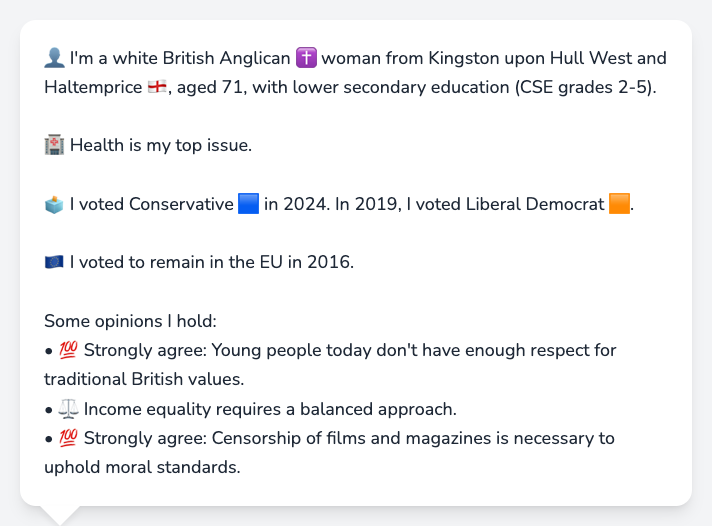 👤 I'm a white British Anglican ✝️ woman from Kingston upon Hull West and
Haltemprice 🏴󠁧󠁢󠁥󠁮󠁧󠁿, aged 71, with lower secondary education (CSE grades 2-5).
🏥 Health is my top issue.
🗳️ I voted Conservative 🟦 in 2024. In 2019, I voted Liberal Democrat 🟧.
🇪🇺 I voted to remain in the EU in 2016.
Some opinions I hold:
• 💯 Strongly agree: Young people today don't have enough respect for
traditional British values.
• ⚖️ Income equality requires a balanced approach.
• 💯 Strongly agree: Censorship of films and magazines is necessary to
uphold moral standards.